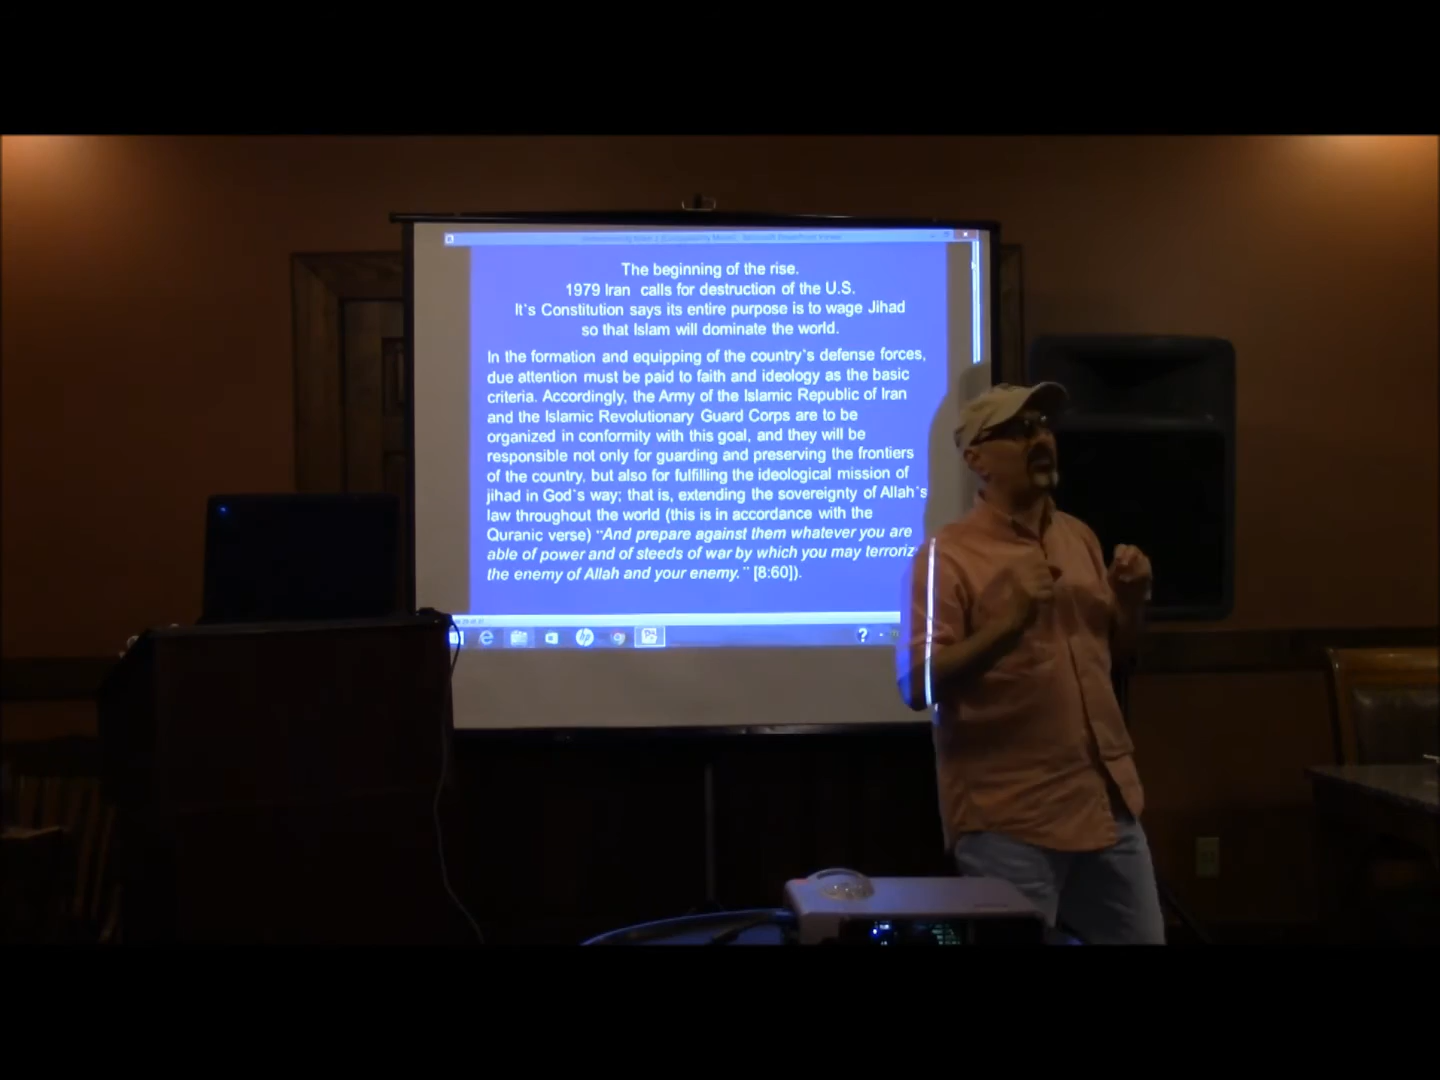 The beginning of the rise.
1979 Iran calls for destruction of the U.S.
It's Constitution says its entire purpose is to wage Jihad
so that Islam will dominate the world.
In the formation and equipping of the country's defense forces,
due attention must be paid to faith and ideology as the basic
criteria. Accordingly, the Army of the Islamic Republic of Iran
and the Islamic Revolutionary Guard Corps are to be
organized in conformity with this goal, and they will be
responsible not only for guarding and preserving the frontiers
of the country, but also for fulfilling the ideological mission of
jihad in God's way; that is, extending the sovereignty of Allah's
law throughout the world (this is in accordance with the
Quranic verse) "And prepare against them whatever you are
able of power and of steeds of war by which you may terroriz
the enemy of Allah and your enemy." [8:60]).